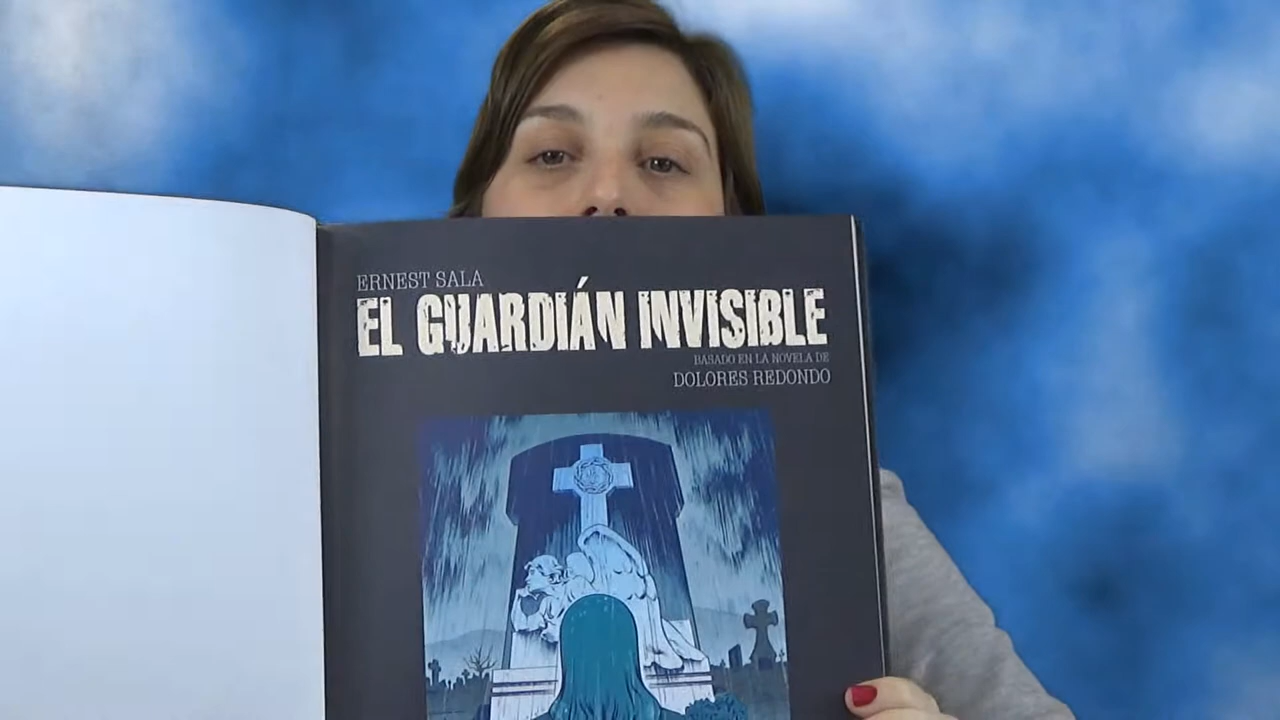 ERNEST SALA
EL GUARDIÁN INVISIBLE
BASADO EN LA NOVELA DE
DOLORES REDONDO